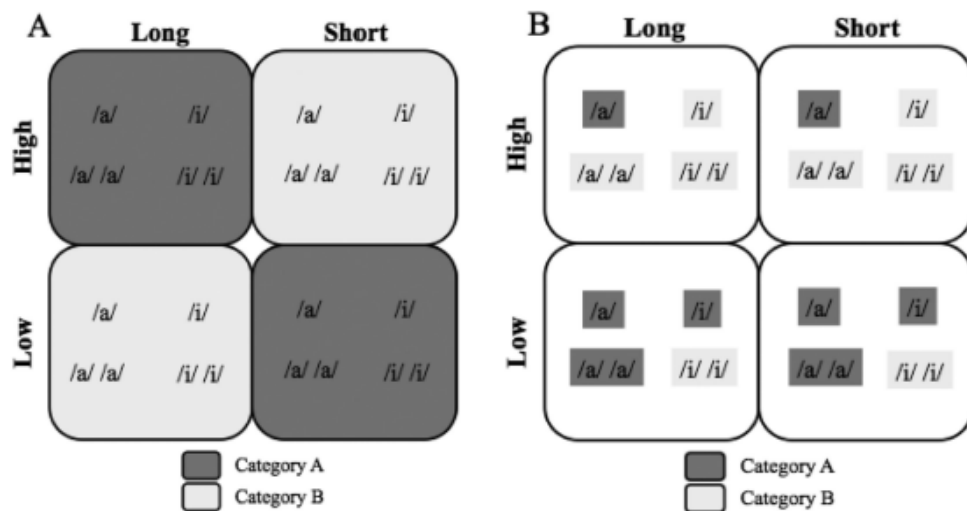 A
Long Short
High
/a/ /i/ /a/ /i/
/a/ /a/ /i/ /i/ /a/ /a/ /i/ /i/
Low
/a/ /i/ /a/ /i/
/a/ /a/ /i/ /i/ /a/ /a/ /i/ /i/
Category A
Category B
B
Long Short
High
/a/ /i/ /a/ /i/
/a/ /a/ /i/ /i/ /a/ /a/ /i/ /i/
Low
/a/ /i/ /a/ /i/
/a/ /a/ /i/ /i/ /a/ /a/ /i/ /i/
Category A
Category B